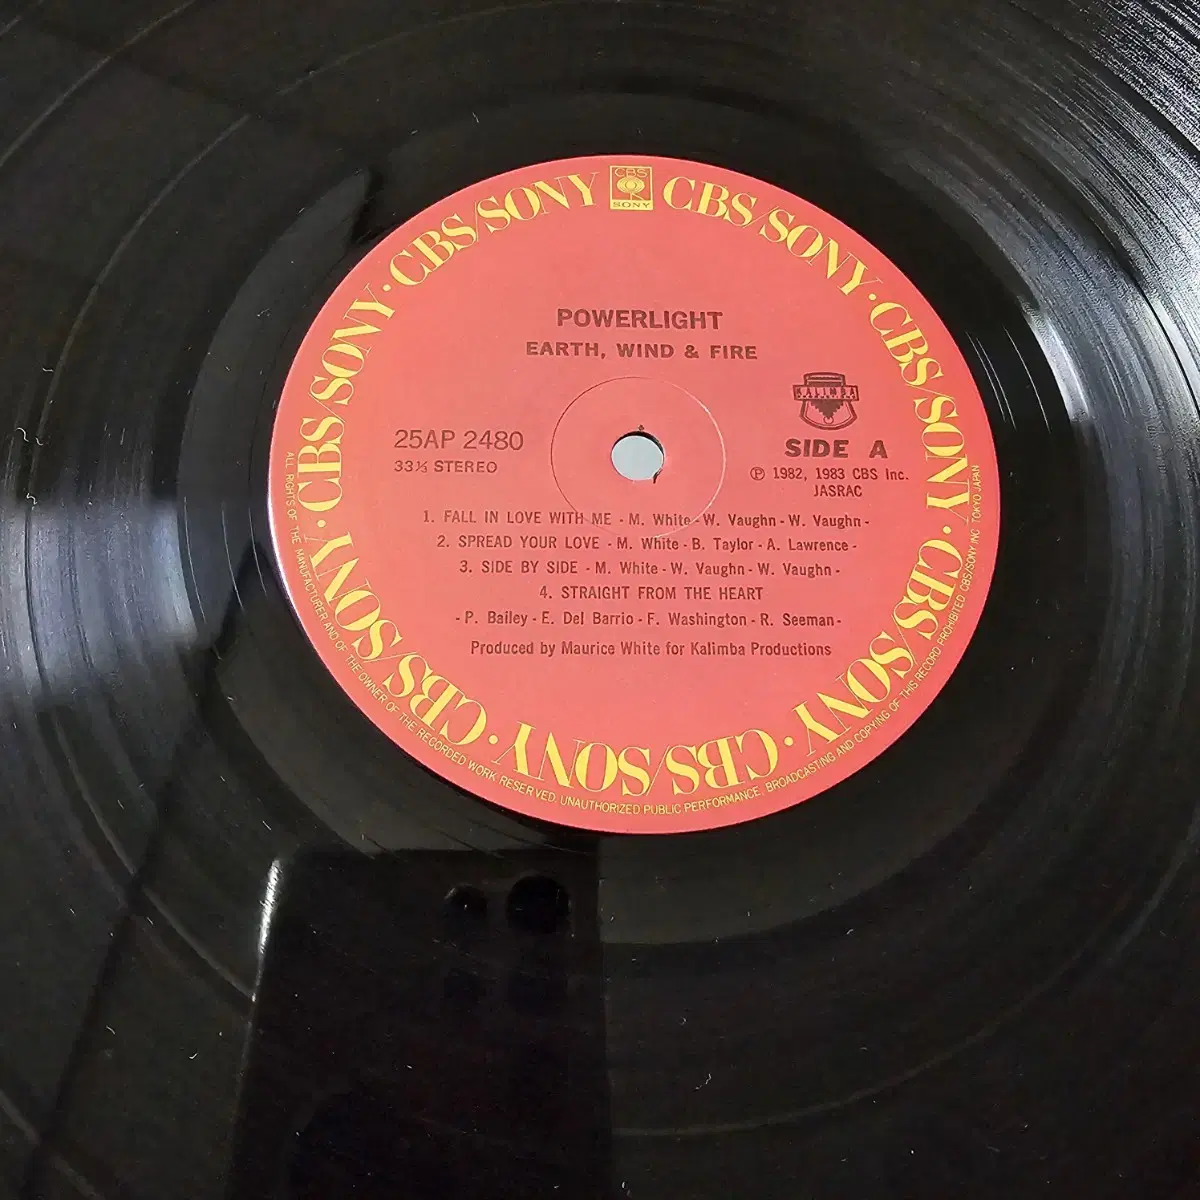 CBS/SONY · CBS/SONY · CBS/SONY · CBS/SONY · CBS/SONY · CBS/SONY · CBS/SONY · CBS/SONY
CBS
SONY
POWERLIGHT
EARTH, WIND & FIRE
KALIMBA
25AP 2480
SIDE A
33⅓ STEREO
Ⓟ 1982, 1983 CBS Inc.
JASRAC
1. FALL IN LOVE WITH ME - M. White - W. Vaughn - W. Vaughn -
2. SPREAD YOUR LOVE - M. White - B. Taylor - A. Lawrence -
3. SIDE BY SIDE - M. White - W. Vaughn - W. Vaughn -
4. STRAIGHT FROM THE HEART
- P. Bailey - E. Del Barrio - F. Washington - R. Seeman -
Produced by Maurice White for Kalimba Productions
ALL RIGHTS OF THE MANUFACTURER AND OF THE OWNER OF THE RECORDED WORK RESERVED. UNAUTHORIZED PUBLIC PERFORMANCE, BROADCASTING AND COPYING OF THIS RECORD PROHIBITED CBS/SONY INC TOKYO JAPAN